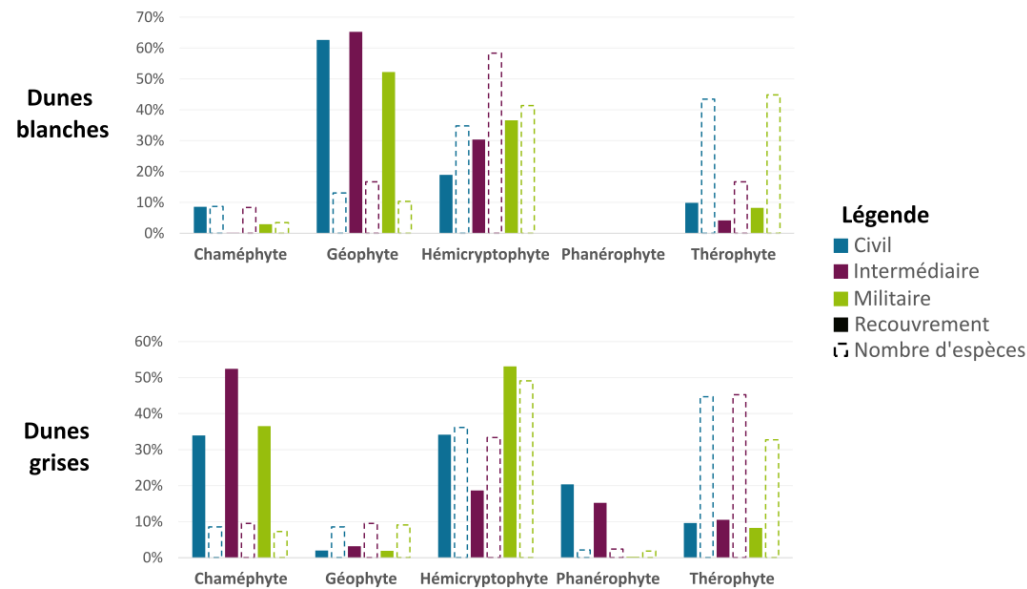 70%
60%
50%
40%
30%
20%
10%
0%
Dunes
blanches
Chaméphyte Géophyte Hémicryptophyte Phanérophyte Thérophyte
Légende
Civil
Intermédiaire
Militaire
Recouvrement
Nombre d'espèces
60%
50%
40%
30%
20%
10%
0%
Dunes
grises
Chaméphyte Géophyte Hémicryptophyte Phanérophyte Thérophyte